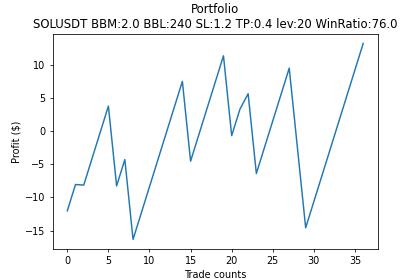 Portfolio
SOLUSDT BBM:2.0 BBL:240 SL:1.2 TP:0.4 lev:20 WinRatio:76.0
10
5
0
−5
−10
−15
Profit ($)
0 5 10 15 20 25 30 35
Trade counts